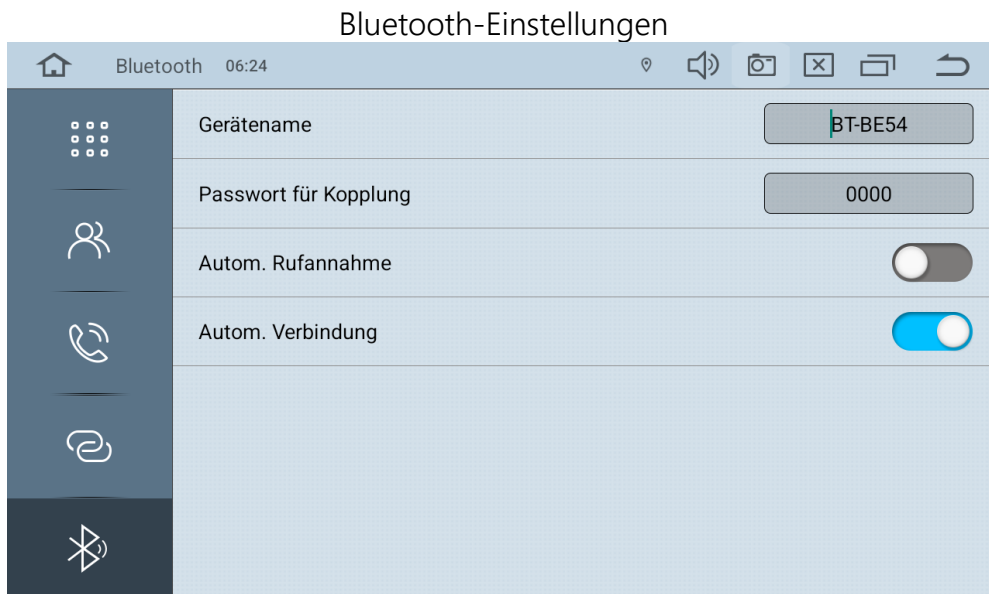 Bluetooth-Einstellungen
Bluetooth 06:24
Gerätename BT-BE54
Passwort für Kopplung 0000
Autom. Rufannahme
Autom. Verbindung